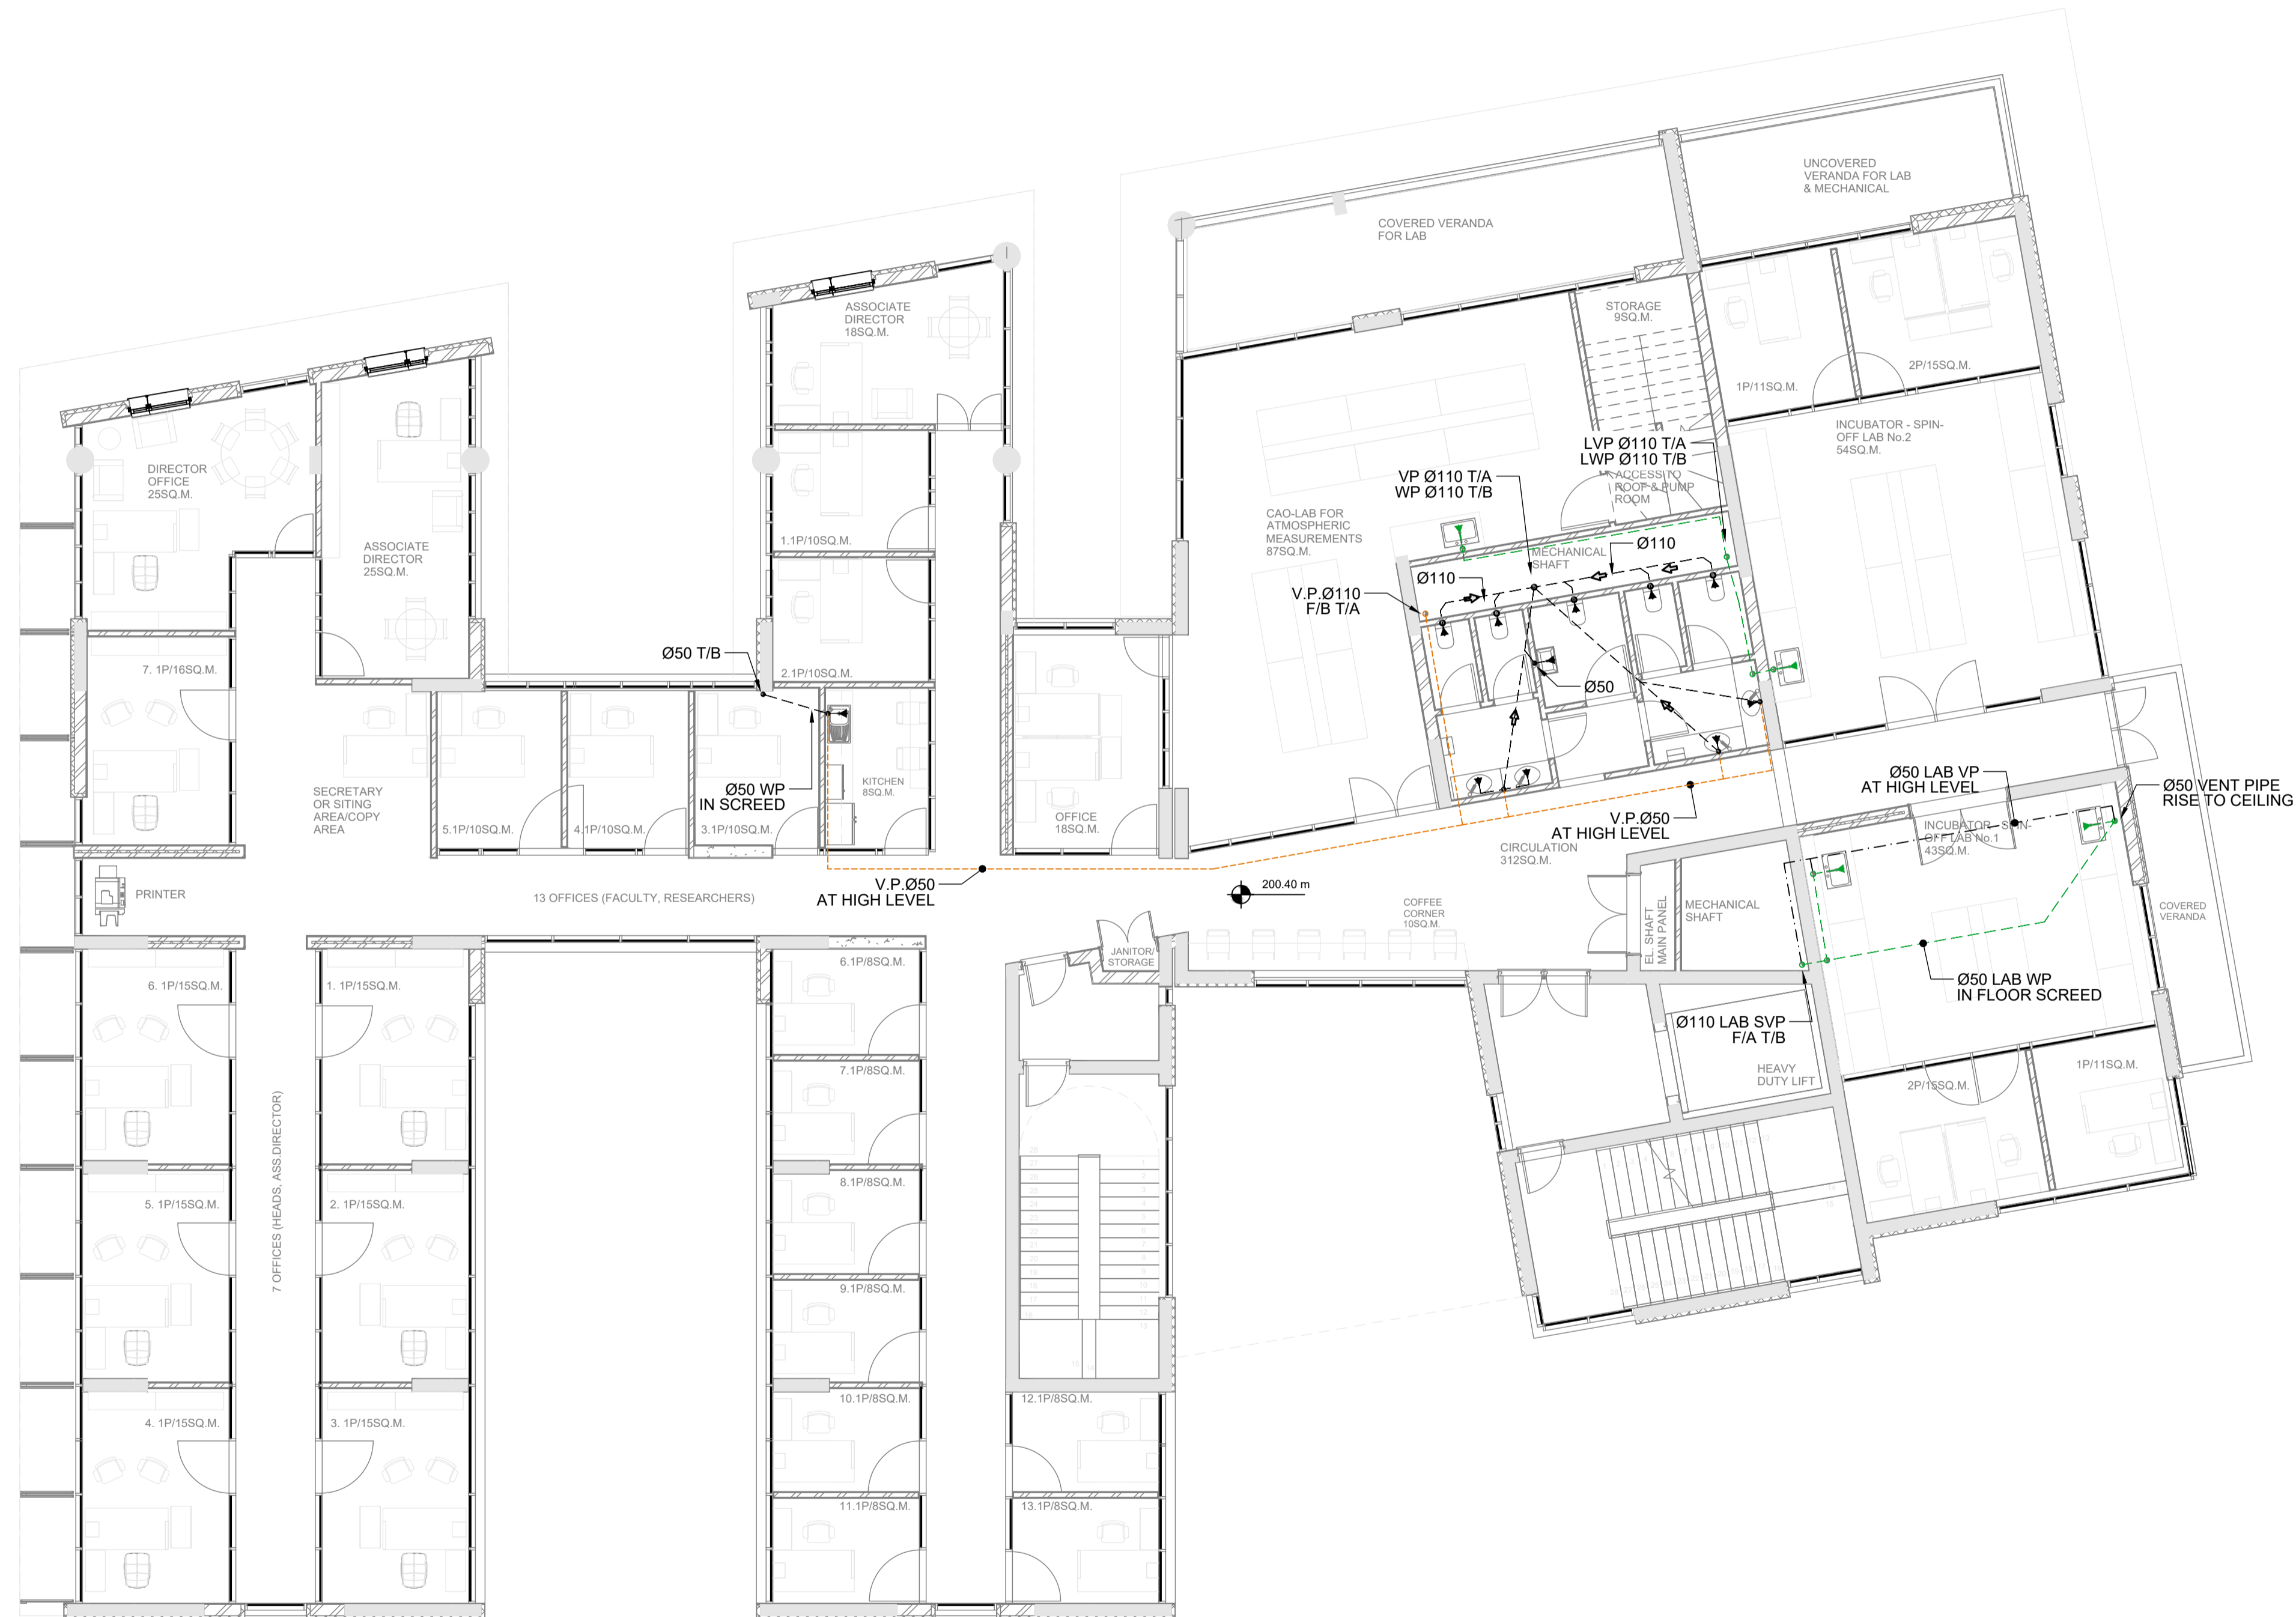 UNCOVERED
VERANDA FOR LAB
& MECHANICAL
COVERED VERANDA
FOR LAB
ASSOCIATE
DIRECTOR
18SQ.M.
STORAGE
9SQ.M.
1P/11SQ.M.
2P/15SQ.M.
INCUBATOR - SPIN-
OFF LAB No.2
54SQ.M.
LVP Ø110 T/A
LWP Ø110 T/B
ACCESS TO
ROOF & PUMP
ROOM
VP Ø110 T/A
WP Ø110 T/B
DIRECTOR
OFFICE
25SQ.M.
ASSOCIATE
DIRECTOR
25SQ.M.
1.1P/10SQ.M.
CAO-LAB FOR
ATMOSPHERIC
MEASUREMENTS
87SQ.M.
MECHANICAL
SHAFT
Ø110
Ø110
V.P.Ø110
F/B T/A
7. 1P/16SQ.M.
Ø50 T/B
2.1P/10SQ.M.
Ø50
SECRETARY
OR SITING
AREA/COPY
AREA
5.1P/10SQ.M.
4.1P/10SQ.M.
3.1P/10SQ.M.
Ø50 WP
IN SCREED
KITCHEN
8SQ.M.
OFFICE
18SQ.M.
V.P.Ø50
AT HIGH LEVEL
CIRCULATION
312SQ.M.
Ø50 LAB VP
AT HIGH LEVEL
Ø50 VENT PIPE
RISE TO CEILING
INCUBATOR - SPIN-
OFF LAB No.1
43SQ.M.
PRINTER
13 OFFICES (FACULTY, RESEARCHERS)
V.P.Ø50
AT HIGH LEVEL
200.40 m
COFFEE
CORNER
10SQ.M.
EL. SHAFT
MAIN PANEL
MECHANICAL
SHAFT
COVERED
VERANDA
JANITOR/
STORAGE
Ø50 LAB WP
IN FLOOR SCREED
Ø110 LAB SVP
F/A T/B
HEAVY
DUTY LIFT
2P/15SQ.M.
1P/11SQ.M.
6. 1P/15SQ.M.
1. 1P/15SQ.M.
6.1P/8SQ.M.
7.1P/8SQ.M.
7 OFFICES (HEADS, ASS.DIRECTOR)
5. 1P/15SQ.M.
2. 1P/15SQ.M.
8.1P/8SQ.M.
9.1P/8SQ.M.
4. 1P/15SQ.M.
3. 1P/15SQ.M.
10.1P/8SQ.M.
12.1P/8SQ.M.
11.1P/8SQ.M.
13.1P/8SQ.M.